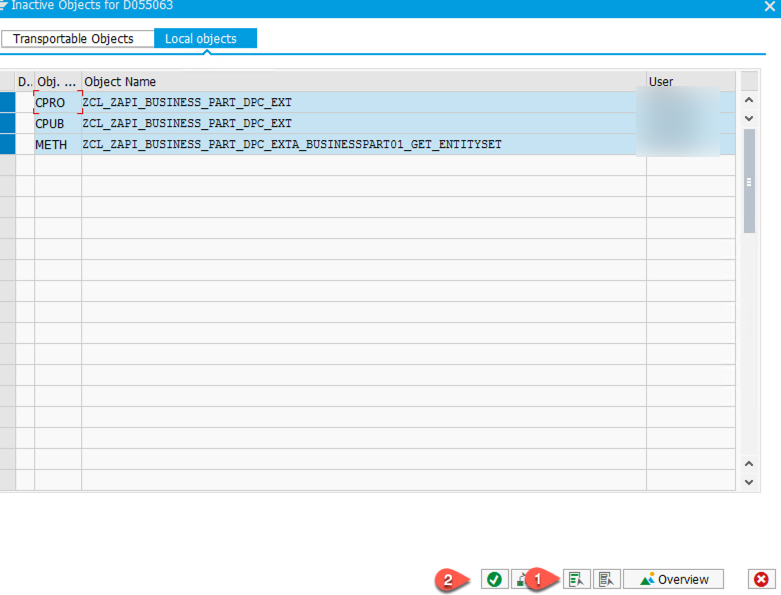 Inactive Objects for D055063
Transportable Objects Local objects
D.. Obj. ... Object Name User
CPRO ZCL_ZAPI_BUSINESS_PART_DPC_EXT
CPUB ZCL_ZAPI_BUSINESS_PART_DPC_EXT
METH ZCL_ZAPI_BUSINESS_PART_DPC_EXTA_BUSINESSPART01_GET_ENTITYSET
2 1 Overview